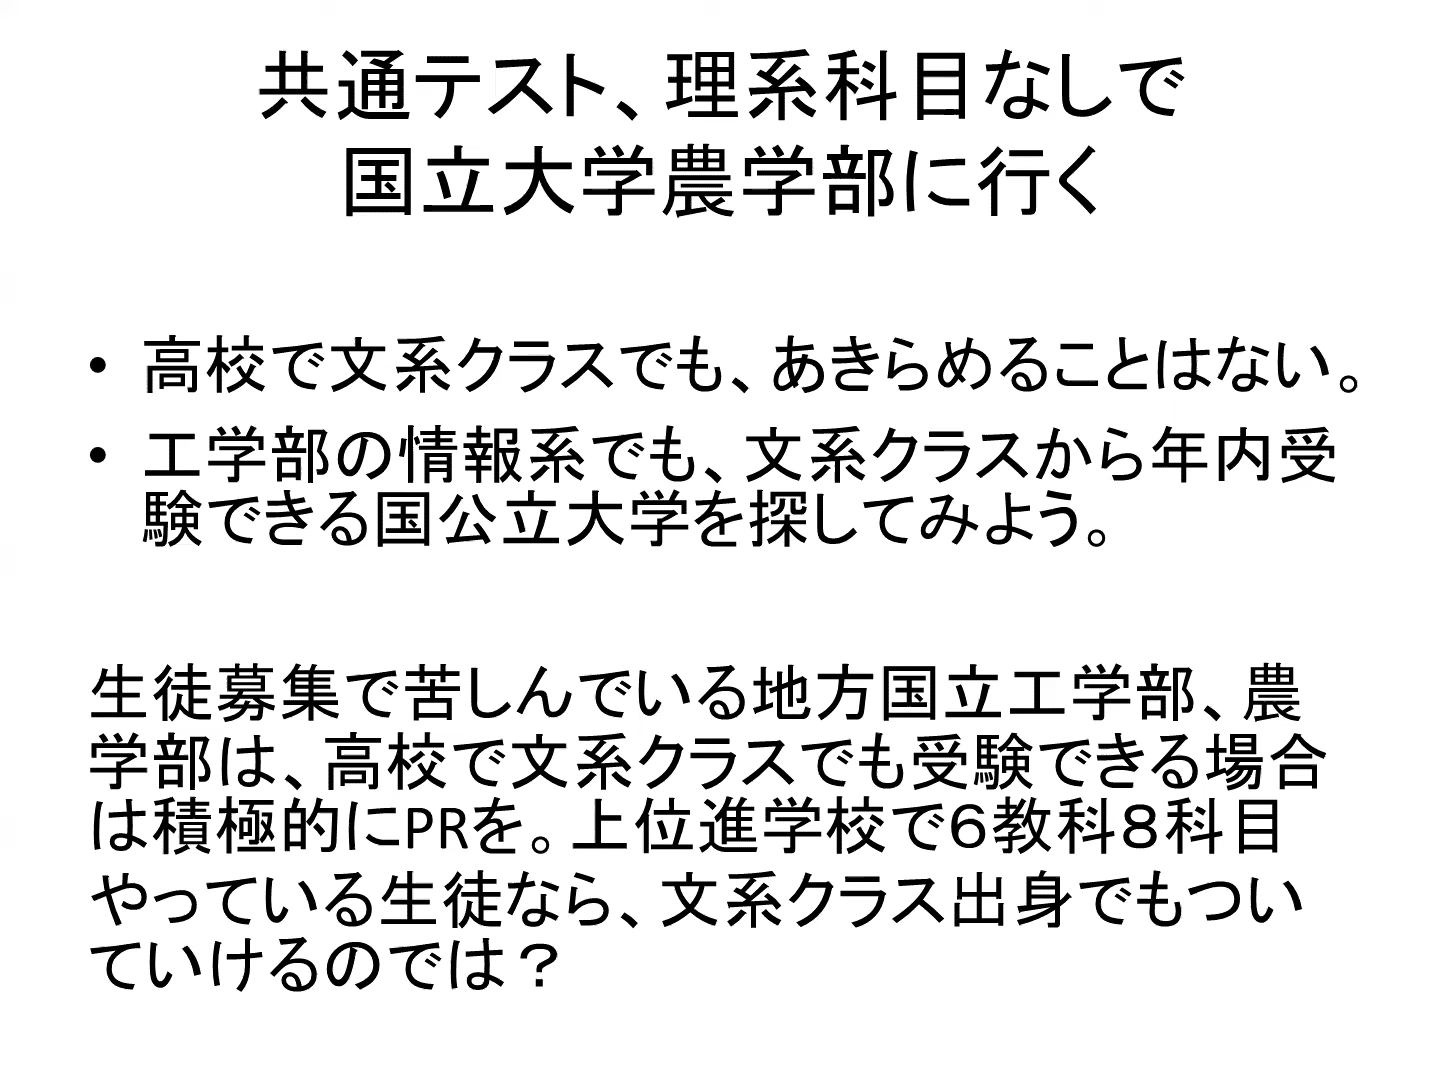 共通テスト、理系科目なしで
国立大学農学部に行く
• 高校で文系クラスでも、あきらめることはない。
• 工学部の情報系でも、文系クラスから年内受
験できる国公立大学を探してみよう。
生徒募集で苦しんでいる地方国立工学部、農
学部は、高校で文系クラスでも受験できる場合
は積極的にPRを。上位進学校で６教科８科目
やっている生徒なら、文系クラス出身でもつい
ていけるのでは？